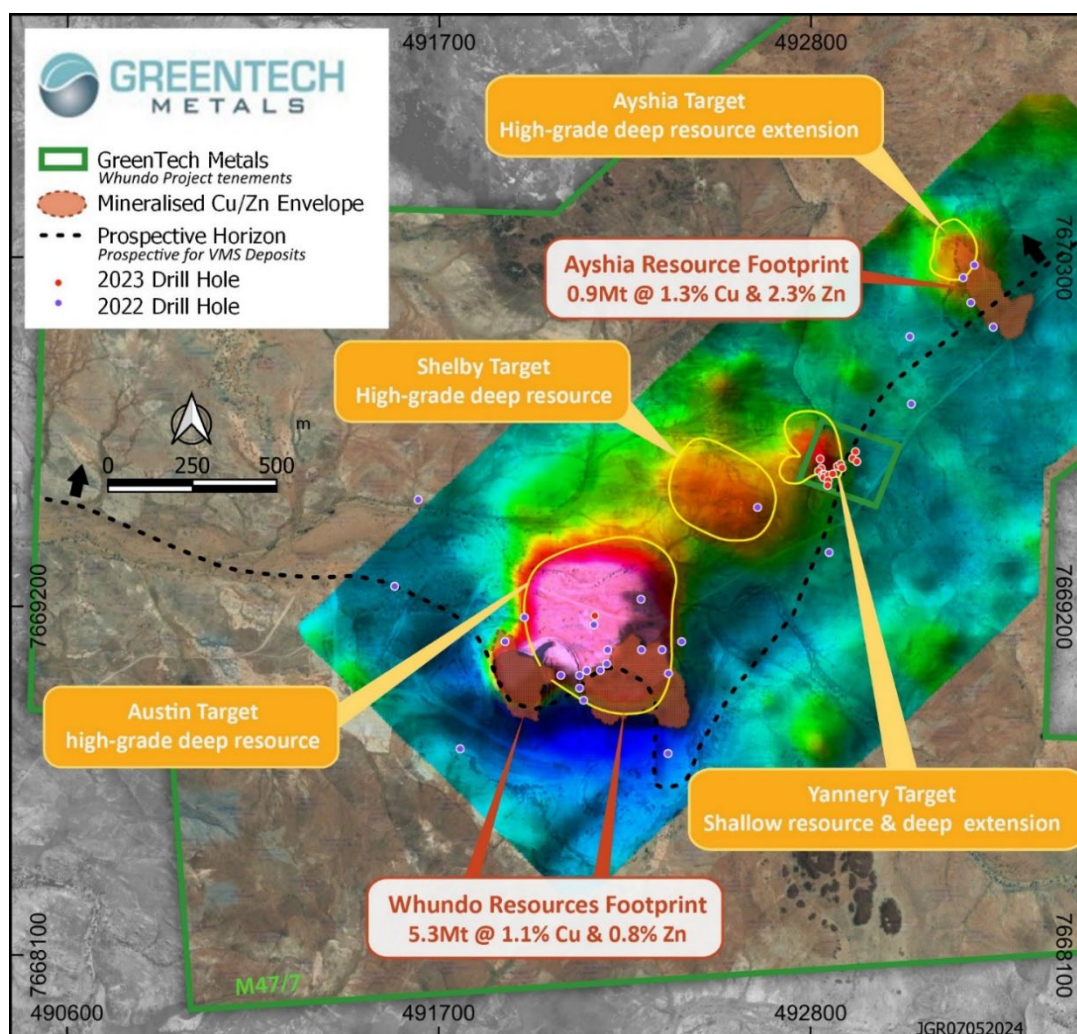 491700
492800
GREENTECH
METALS
GreenTech Metals
Whundo Project tenements
Mineralised Cu/Zn Envelope
Prospective Horizon
Prospective for VMS Deposits
2023 Drill Hole
2022 Drill Hole
Ayshia Target
High-grade deep resource extension
Ayshia Resource Footprint
0.9Mt @ 1.3% Cu & 2.3% Zn
7670300
Shelby Target
High-grade deep resource
m
0 250 500
7669200
7669200
Austin Target
high-grade deep resource
Yannery Target
Shallow resource & deep extension
Whundo Resources Footprint
5.3Mt @ 1.1% Cu & 0.8% Zn
7668100
7668100
M47/7
490600
491700
492800
JGR07052024